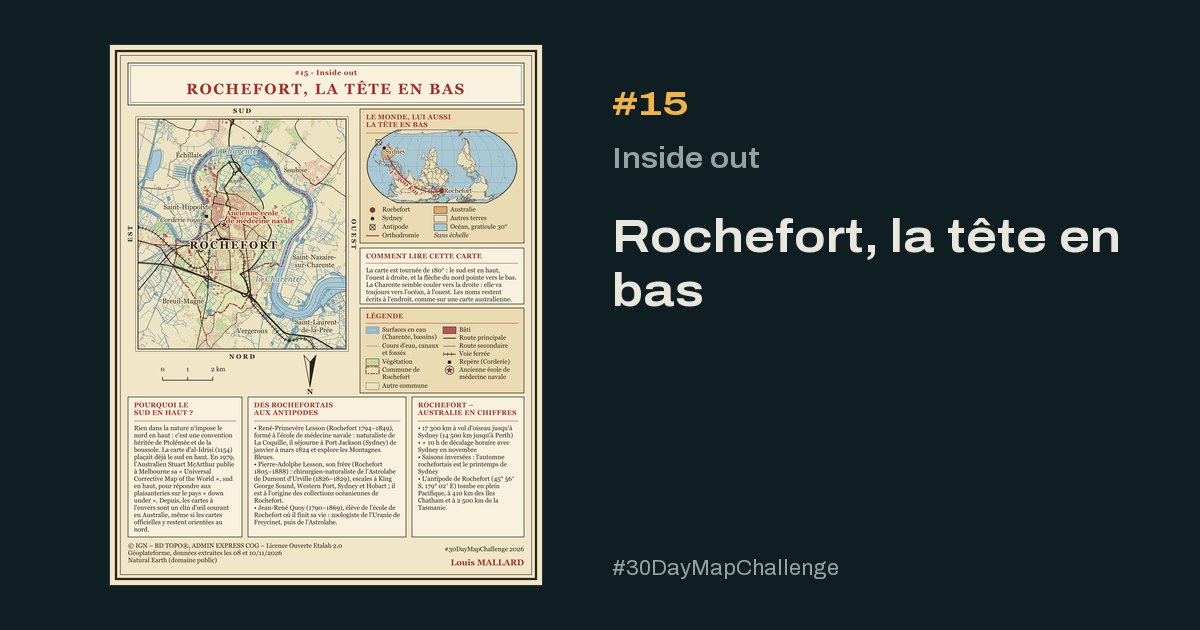 #15 - Inside out
ROCHEFORT, LA TÊTE EN BAS
SUD
Échillais
la Charente
Soubise
Saint-Hippolyte
Corderie royale
Ancienne école
de médecine navale
EST
OUEST
ROCHEFORT
Saint-Nazaire-
sur-Charente
la Charente
Breuil-Magné
Vergeroux
Saint-Laurent-
de-la-Prée
NORD
0 1 2 km
N
LE MONDE, LUI AUSSI
LA TÊTE EN BAS
Sydney
17 300 km
Rochefort
Rochefort
Sydney
Antipode
Orthodromie
Australie
Autres terres
Océan, graticule 30°
Sans échelle
COMMENT LIRE CETTE CARTE
La carte est tournée de 180° : le sud est en haut,
l'ouest à droite, et la flèche du nord pointe vers le bas.
La Charente semble couler vers la droite : elle va
toujours vers l'océan, à l'ouest. Les noms restent
écrits à l'endroit, comme sur une carte australienne.
LÉGENDE
Surfaces en eau
(Charente, bassins)
Cours d'eau, canaux
et fossés
Végétation
Commune de
Rochefort
Autre commune
Bâti
Route principale
Route secondaire
Voie ferrée
Repère (Corderie)
Ancienne école de
médecine navale
POURQUOI LE
SUD EN HAUT ?
Rien dans la nature n'impose le
nord en haut : c'est une convention
héritée de Ptolémée et de la
boussole. La carte d'al-Idrisi (1154)
plaçait déjà le sud en haut. En 1979,
l'Australien Stuart McArthur publie
à Melbourne sa « Universal
Corrective Map of the World », sud
en haut, pour répondre aux
plaisanteries sur le pays « down
under ». Depuis, les cartes à
l'envers sont un clin d'œil courant
en Australie, même si les cartes
officielles y restent orientées au
nord.
DES ROCHEFORTAIS
AUX ANTIPODES
• René-Primevère Lesson (Rochefort 1794–1849),
formé à l'école de médecine navale : naturaliste de
La Coquille, il séjourne à Port Jackson (Sydney) de
janvier à mars 1824 et explore les Montagnes
Bleues.
• Pierre-Adolphe Lesson, son frère (Rochefort
1805–1888) : chirurgien-naturaliste de l'Astrolabe
de Dumont d'Urville (1826–1829), escales à King
George Sound, Western Port, Sydney et Hobart ; il
est à l'origine des collections océaniennes de
Rochefort.
• Jean-René Quoy (1790–1869), élève de l'école de
Rochefort où il finit sa vie : zoologiste de l'Uranie de
Freycinet, puis de l'Astrolabe.
ROCHEFORT –
AUSTRALIE EN CHIFFRES
• 17 300 km à vol d'oiseau jusqu'à
Sydney (14 500 km jusqu'à Perth)
• + 10 h de décalage horaire avec
Sydney en novembre
• Saisons inversées : l'automne
rochefortais est le printemps de
Sydney
• L'antipode de Rochefort (45° 56′
S, 179° 02′ E) tombe en plein
Pacifique, à 410 km des îles
Chatham et à 2 500 km de la
Tasmanie.
© IGN – BD TOPO®, ADMIN EXPRESS COG – Licence Ouverte Etalab 2.0
Géoplateforme, données extraites les 08 et 10/11/2026
Natural Earth (domaine public)
#30DayMapChallenge 2026
Louis MALLARD
#15
Inside out
Rochefort, la tête en
bas
#30DayMapChallenge